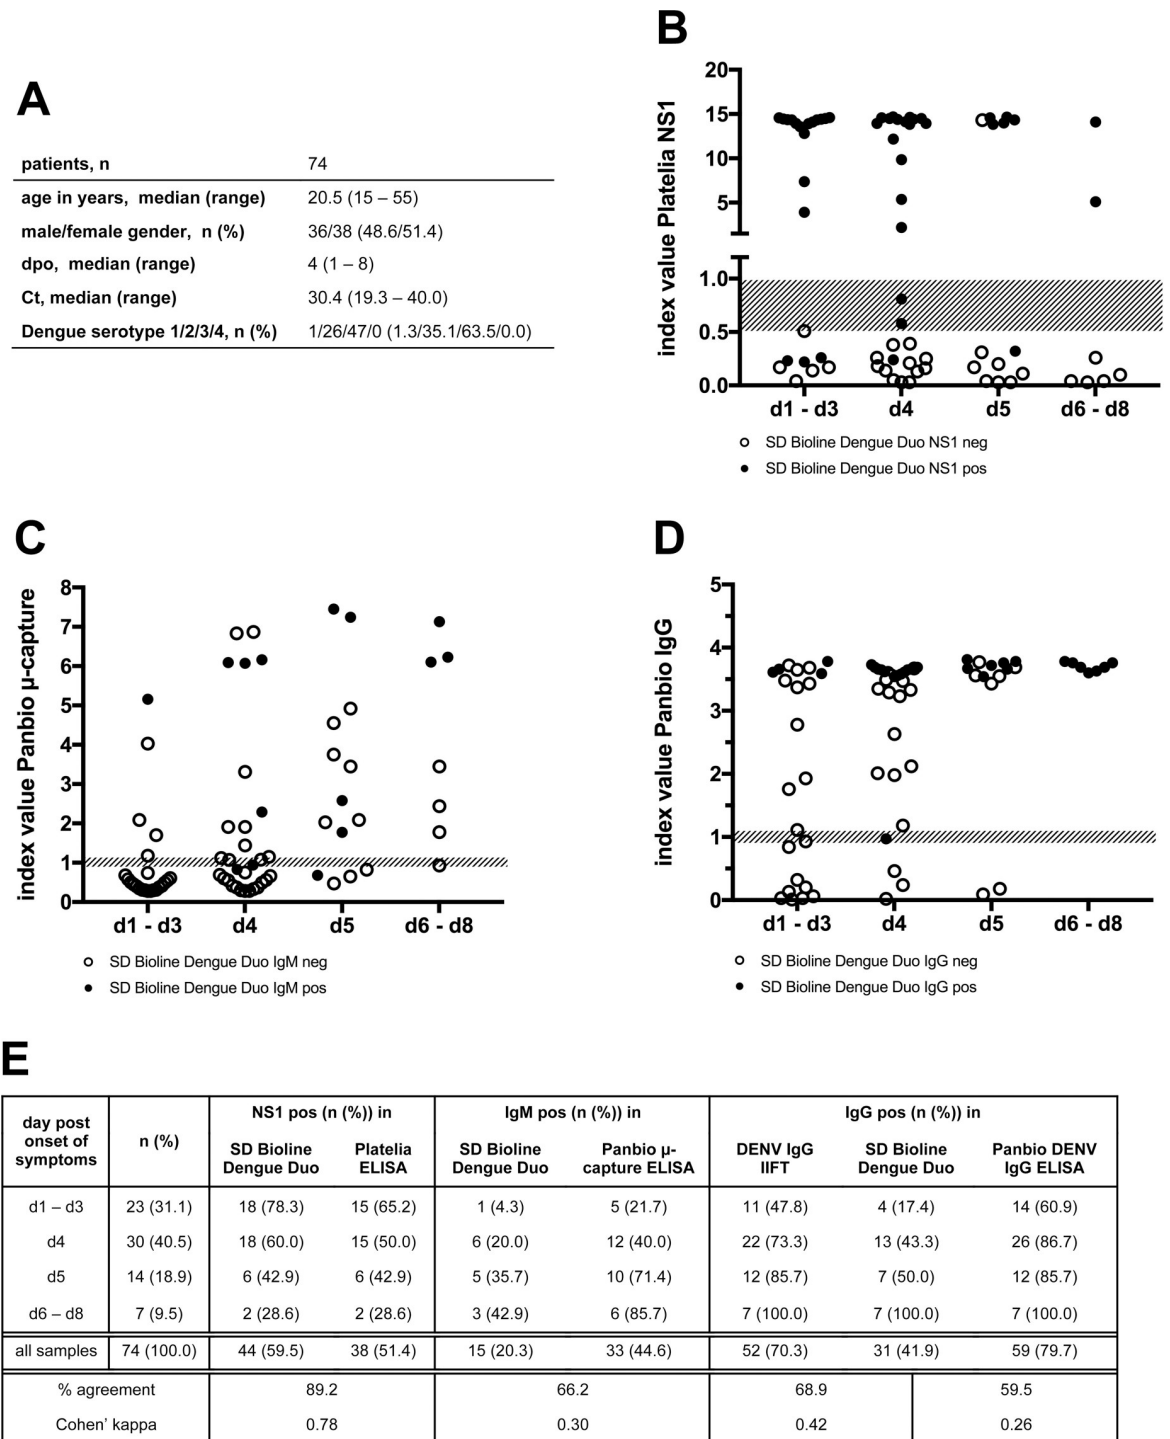 A
patients, n 74
age in years, median (range) 20.5 (15 – 55)
male/female gender, n (%) 36/38 (48.6/51.4)
dpo, median (range) 4 (1 – 8)
Ct, median (range) 30.4 (19.3 – 40.0)
Dengue serotype 1/2/3/4, n (%) 1/26/47/0 (1.3/35.1/63.5/0.0)
B
index value Platelia NS1
20
15
10
5
1.0
0.5
0.0
d1 - d3 d4 d5 d6 - d8
SD Bioline Dengue Duo NS1 neg
SD Bioline Dengue Duo NS1 pos
C
index value Panbio µ-capture
8
7
6
5
4
3
2
1
0
d1 - d3 d4 d5 d6 - d8
SD Bioline Dengue Duo IgM neg
SD Bioline Dengue Duo IgM pos
D
index value Panbio IgG
5
4
3
2
1
0
d1 - d3 d4 d5 d6 - d8
SD Bioline Dengue Duo IgG neg
SD Bioline Dengue Duo IgG pos
E
day post onset of symptoms n (%) NS1 pos (n (%)) in IgM pos (n (%)) in IgG pos (n (%)) in
SD Bioline Dengue Duo Platelia ELISA SD Bioline Dengue Duo Panbio µ-capture ELISA DENV IgG IIFT SD Bioline Dengue Duo Panbio DENV IgG ELISA
d1 – d3 23 (31.1) 18 (78.3) 15 (65.2) 1 (4.3) 5 (21.7) 11 (47.8) 4 (17.4) 14 (60.9)
d4 30 (40.5) 18 (60.0) 15 (50.0) 6 (20.0) 12 (40.0) 22 (73.3) 13 (43.3) 26 (86.7)
d5 14 (18.9) 6 (42.9) 6 (42.9) 5 (35.7) 10 (71.4) 12 (85.7) 7 (50.0) 12 (85.7)
d6 – d8 7 (9.5) 2 (28.6) 2 (28.6) 3 (42.9) 6 (85.7) 7 (100.0) 7 (100.0) 7 (100.0)
all samples 74 (100.0) 44 (59.5) 38 (51.4) 15 (20.3) 33 (44.6) 52 (70.3) 31 (41.9) 59 (79.7)
% agreement 89.2 66.2 68.9 59.5
Cohen' kappa 0.78 0.30 0.42 0.26